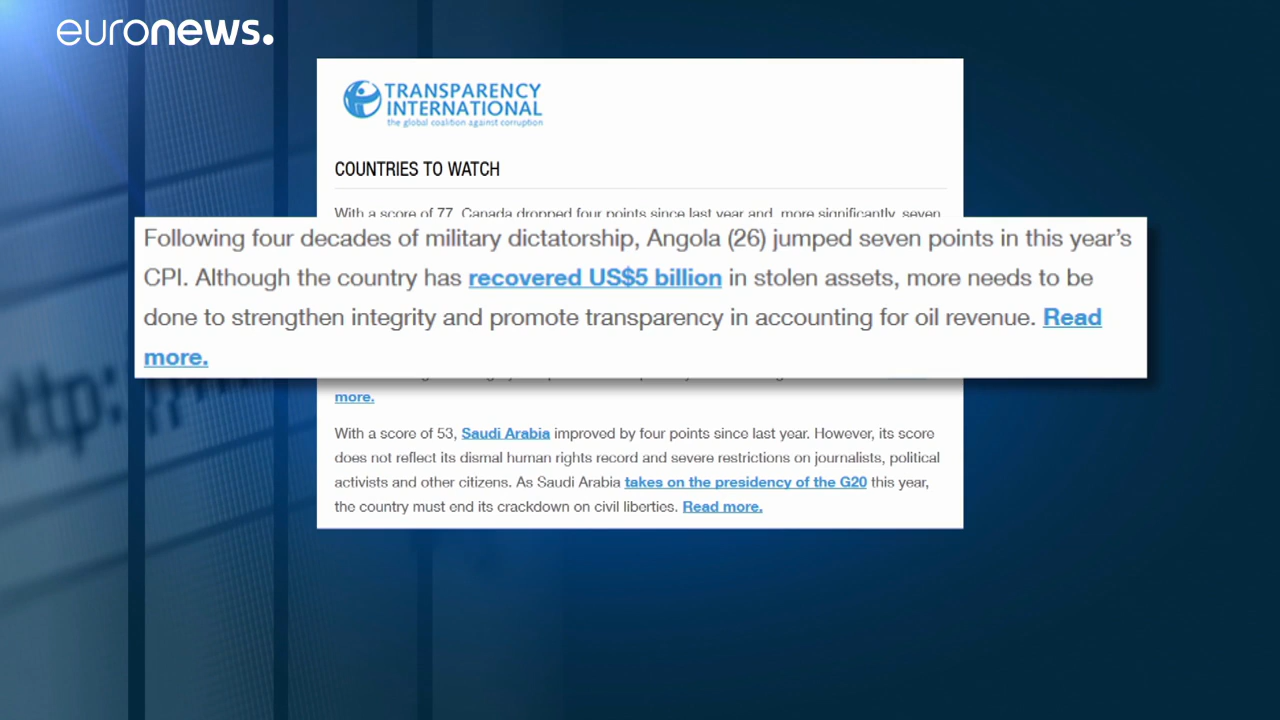 euronews.
TRANSPARENCY
INTERNATIONAL
the global coalition against corruption
COUNTRIES TO WATCH
With a score of 77, Canada dropped four points since last year and, more significantly, seven
Following four decades of military dictatorship, Angola (26) jumped seven points in this year's
CPI. Although the country has recovered US$5 billion in stolen assets, more needs to be
done to strengthen integrity and promote transparency in accounting for oil revenue. Read
more.
more.
With a score of 53, Saudi Arabia improved by four points since last year. However, its score
does not reflect its dismal human rights record and severe restrictions on journalists, political
activists and other citizens. As Saudi Arabia takes on the presidency of the G20 this year,
the country must end its crackdown on civil liberties. Read more.
http: